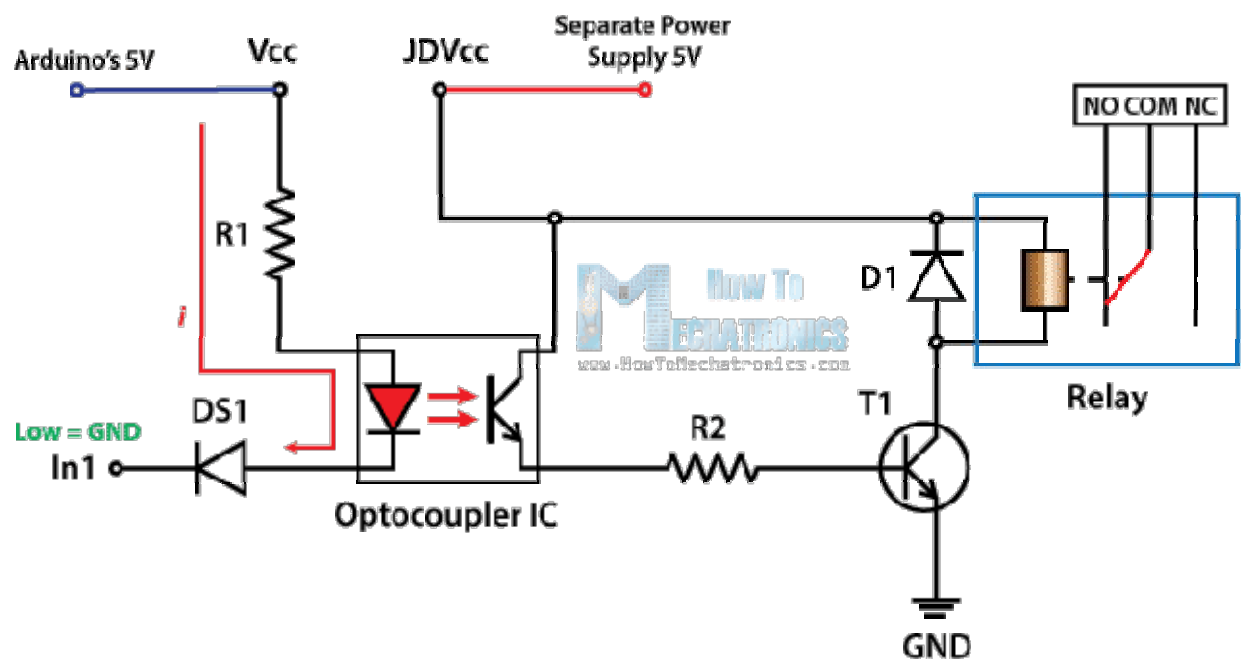 Separate Power
Supply 5V
Arduino's 5V
Vcc
JDVcc
NO COM NC
R1
D1
How To
MECHATRONICS
www.HowToMechatronics.com
i
Relay
DS1
T1
Low = GND
R2
In1
Optocoupler IC
GND